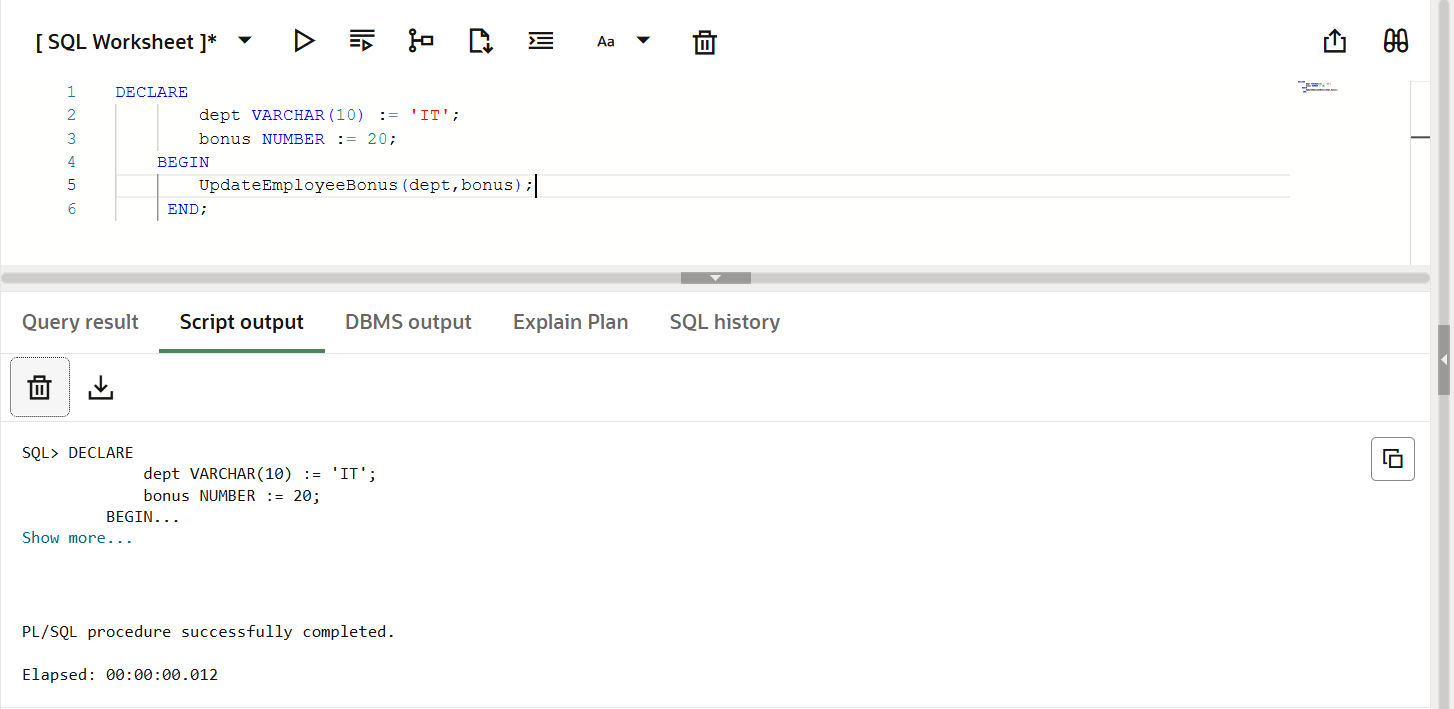 [ SQL Worksheet ]*
Aa
1 DECLARE
2 dept VARCHAR(10) := 'IT';
3 bonus NUMBER := 20;
4 BEGIN
5 UpdateEmployeeBonus(dept,bonus);
6 END;
Query result Script output DBMS output Explain Plan SQL history
SQL> DECLARE
dept VARCHAR(10) := 'IT';
bonus NUMBER := 20;
BEGIN...
Show more...
PL/SQL procedure successfully completed.
Elapsed: 00:00:00.012